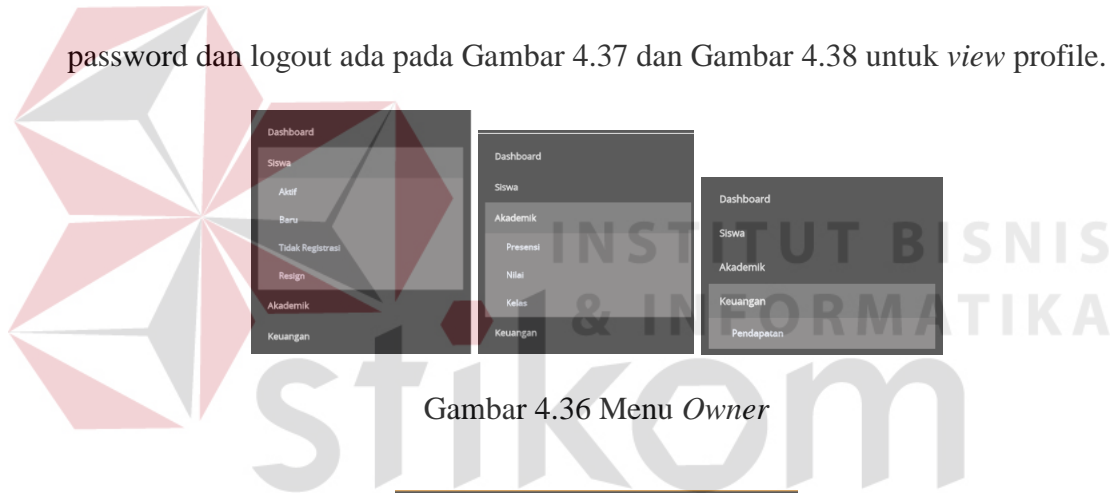 password dan logout ada pada Gambar 4.37 dan Gambar 4.38 untuk view profile.
Dashboard
Siswa
Aktif
Baru
Tidak Registrasi
Resign
Akademik
Keuangan
Dashboard
Siswa
Akademik
Presensi
Nilai
Kelas
Keuangan
Dashboard
Siswa
Akademik
Keuangan
Pendapatan
INSTITUT BISNIS
& INFORMATIKA
stikom
Gambar 4.36 Menu Owner